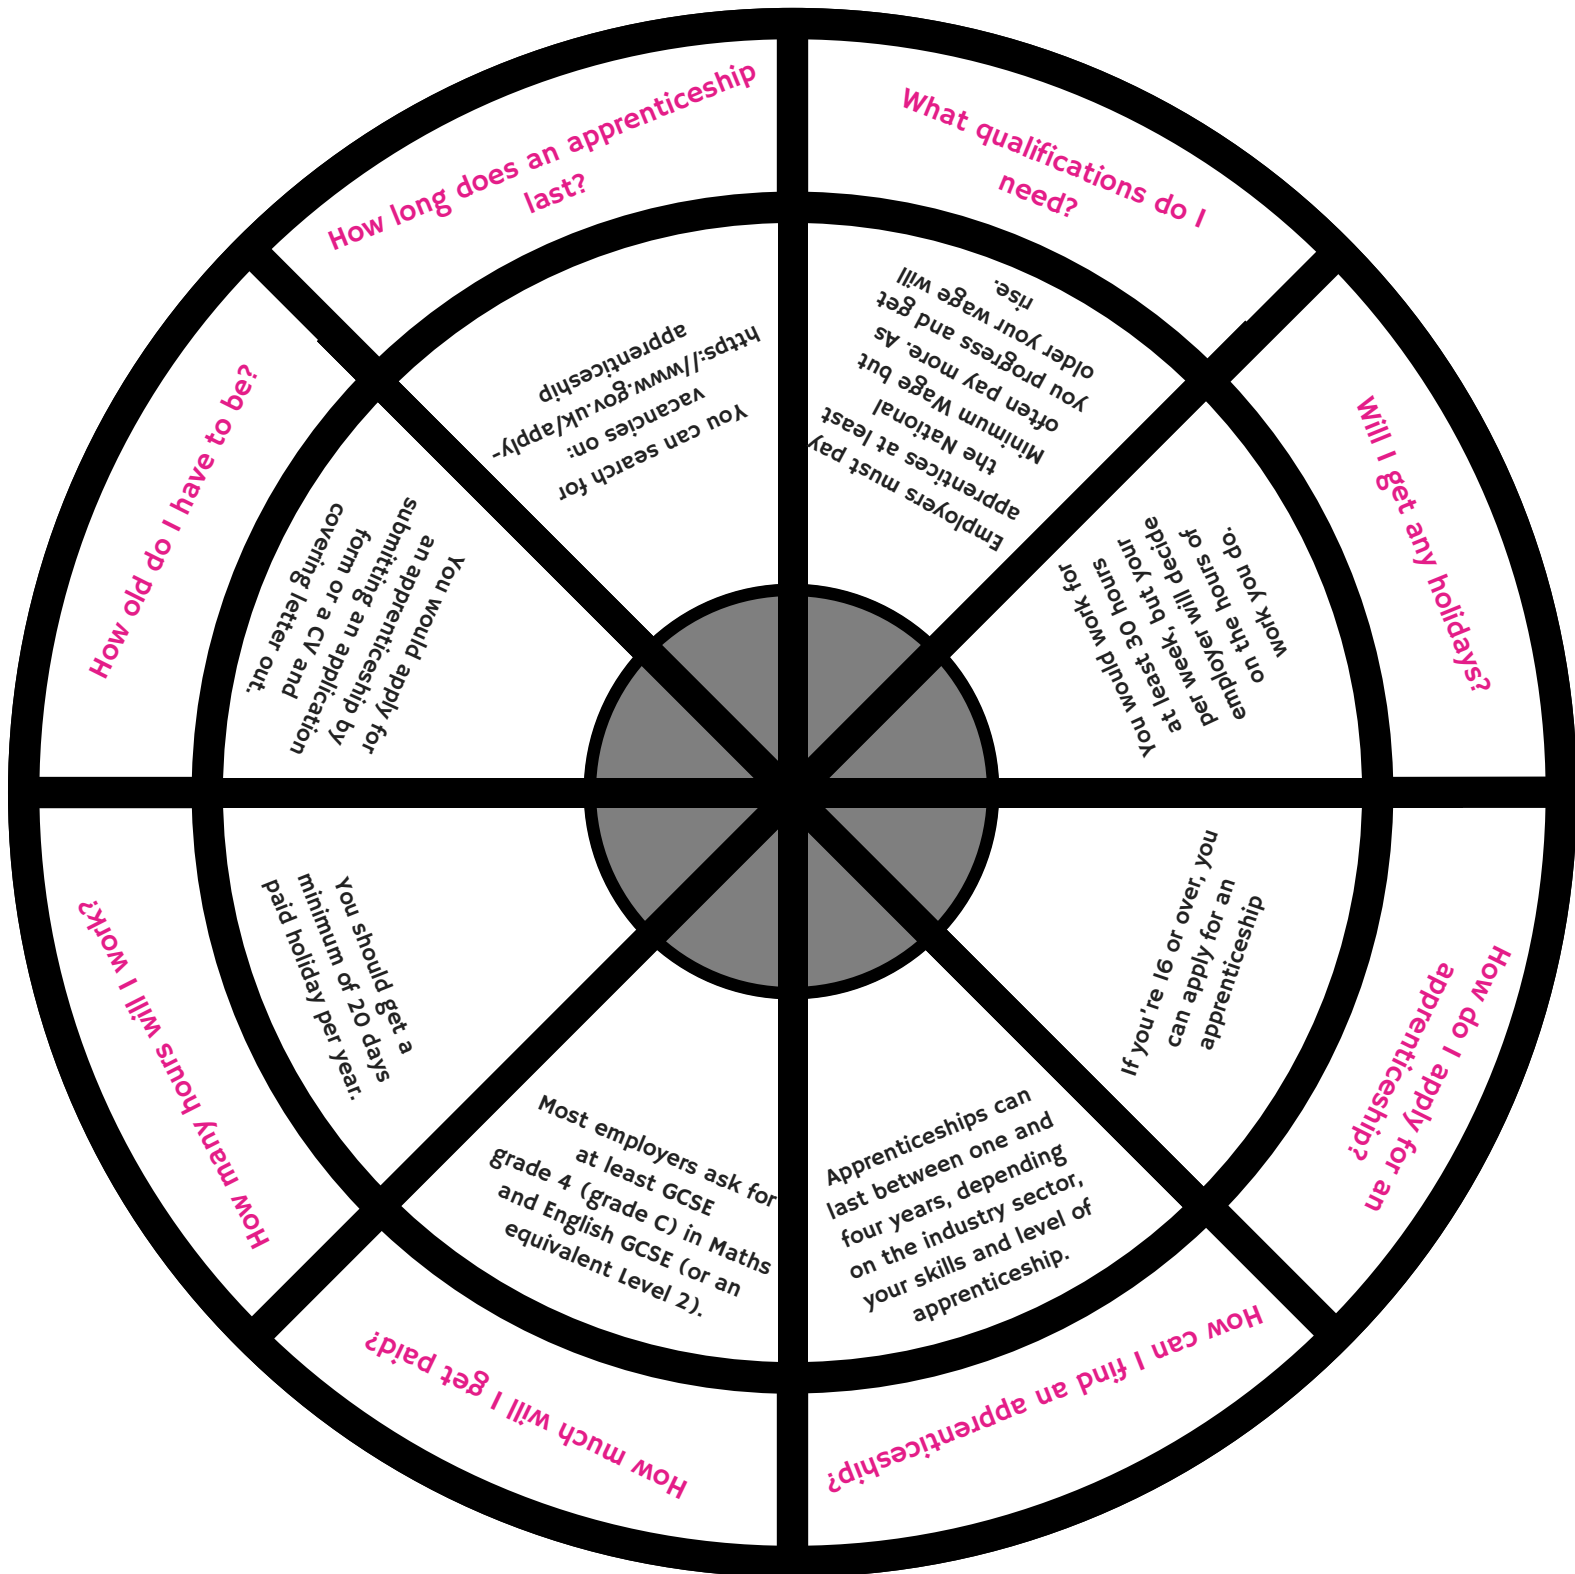 How long does an apprenticeship
last?
What qualifications do I
need?
Will I get any holidays?
How do I apply for an
apprenticeship?
How can I find an apprenticeship?
How much will I get paid?
How many hours will I work?
How old do I have to be?
You can search for
vacancies on:
https://www.gov.uk/apply-
apprenticeship
Employers must pay
apprentices at least
the National
Minimum Wage but
often pay more. As
you progress and get
older your wage will
rise.
You would work for
at least 30 hours
per week, but your
employer will decide
on the hours of
work you do.
If you're 16 or over, you
can apply for an
apprenticeship
Apprenticeships can
last between one and
four years, depending
on the industry sector,
your skills and level of
apprenticeship.
Most employers ask for
at least GCSE
grade 4 (grade C) in Maths
and English GCSE (or an
equivalent Level 2).
You should get a
minimum of 20 days
paid holiday per year.
You would apply for
an apprenticeship by
submitting an application
form or a CV and
covering letter out.